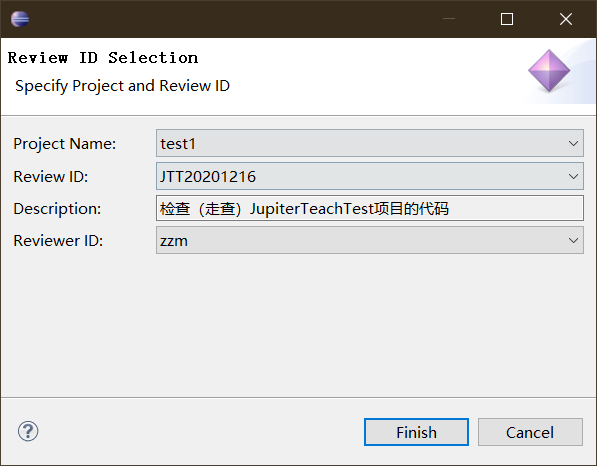 Review ID Selection
Specify Project and Review ID
Project Name: test1
Review ID: JTT20201216
Description: 检查（走查）JupiterTeachTest项目的代码
Reviewer ID: zzm
?
Finish Cancel